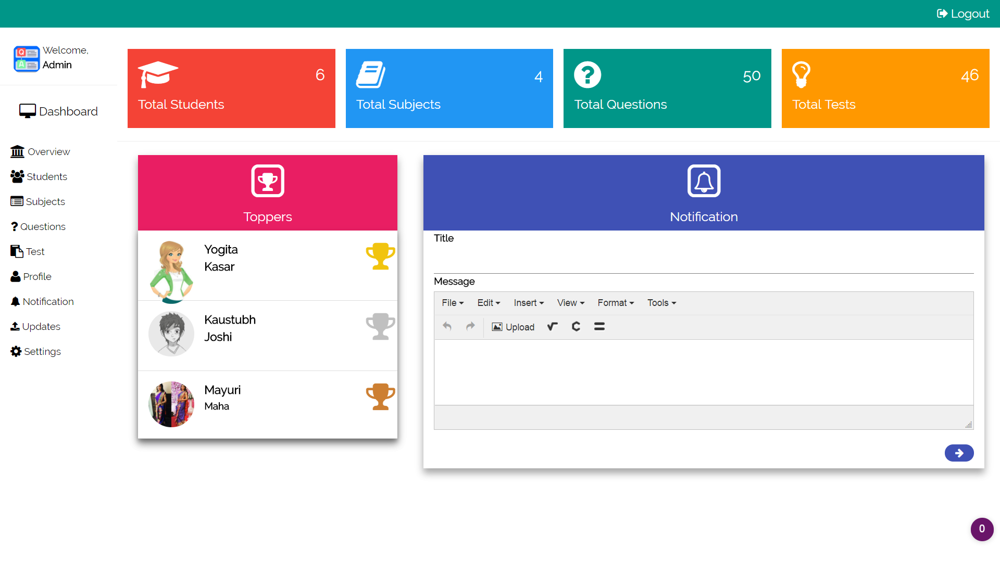 Logout
Welcome,
Admin
Dashboard
Overview
Students
Subjects
Questions
Test
Profile
Notification
Updates
Settings
6
Total Students
4
Total Subjects
50
Total Questions
46
Total Tests
Toppers
Yogita
Kasar
Kaustubh
Joshi
Mayuri
Maha
Notification
Title
Message
File Edit Insert View Format Tools
Upload
0